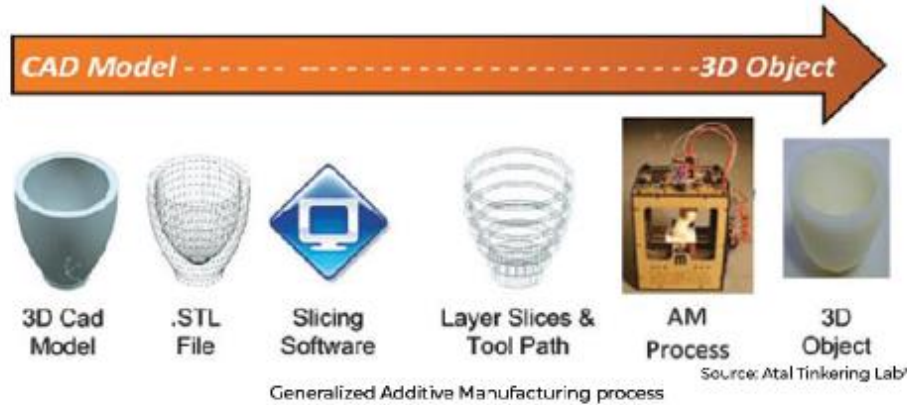 CAD Model - - - - - - -- - - - - - - - - - - - - - - - - -3D Object
3D Cad
Model
.STL
File
Slicing
Software
Layer Slices &
Tool Path
AM
Process
3D
Object
Source: Atal Tinkering Lab⁹
Generalized Additive Manufacturing process